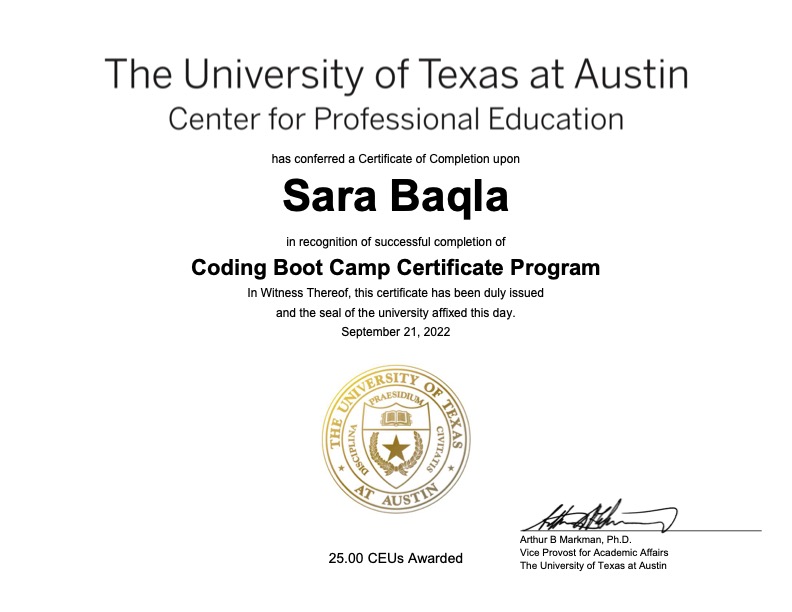 The University of Texas at Austin
Center for Professional Education
has conferred a Certificate of Completion upon
Sara Baqla
in recognition of successful completion of
Coding Boot Camp Certificate Program
In Witness Thereof, this certificate has been duly issued
and the seal of the university affixed this day.
September 21, 2022
THE UNIVERSITY OF TEXAS
PRAESIDIUM
DISCIPLINA
CIVITATIS
AT AUSTIN
25.00 CEUs Awarded
Arthur B Markman, Ph.D.
Vice Provost for Academic Affairs
The University of Texas at Austin